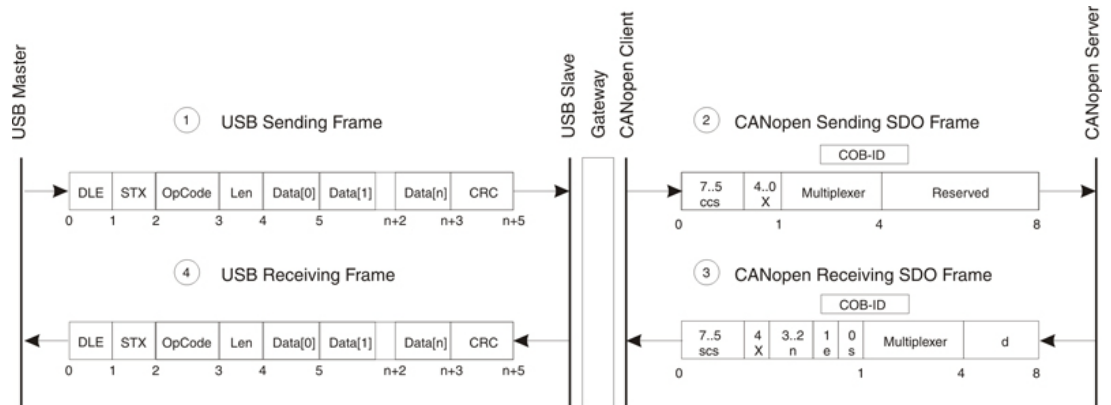 USB Master
USB Slave
Gateway
CANopen Client
CANopen Server
1 USB Sending Frame
DLE STX OpCode Len Data[0] Data[1] Data[n] CRC
0 1 2 3 4 5 n+2 n+3 n+5
2 CANopen Sending SDO Frame
COB-ID
7..5 4..0 Multiplexer Reserved
ccs X
0 1 4 8
4 USB Receiving Frame
DLE STX OpCode Len Data[0] Data[1] Data[n] CRC
0 1 2 3 4 5 n+2 n+3 n+5
3 CANopen Receiving SDO Frame
COB-ID
7..5 4 3..2 1 0 Multiplexer d
scs X n e s
0 1 4 8